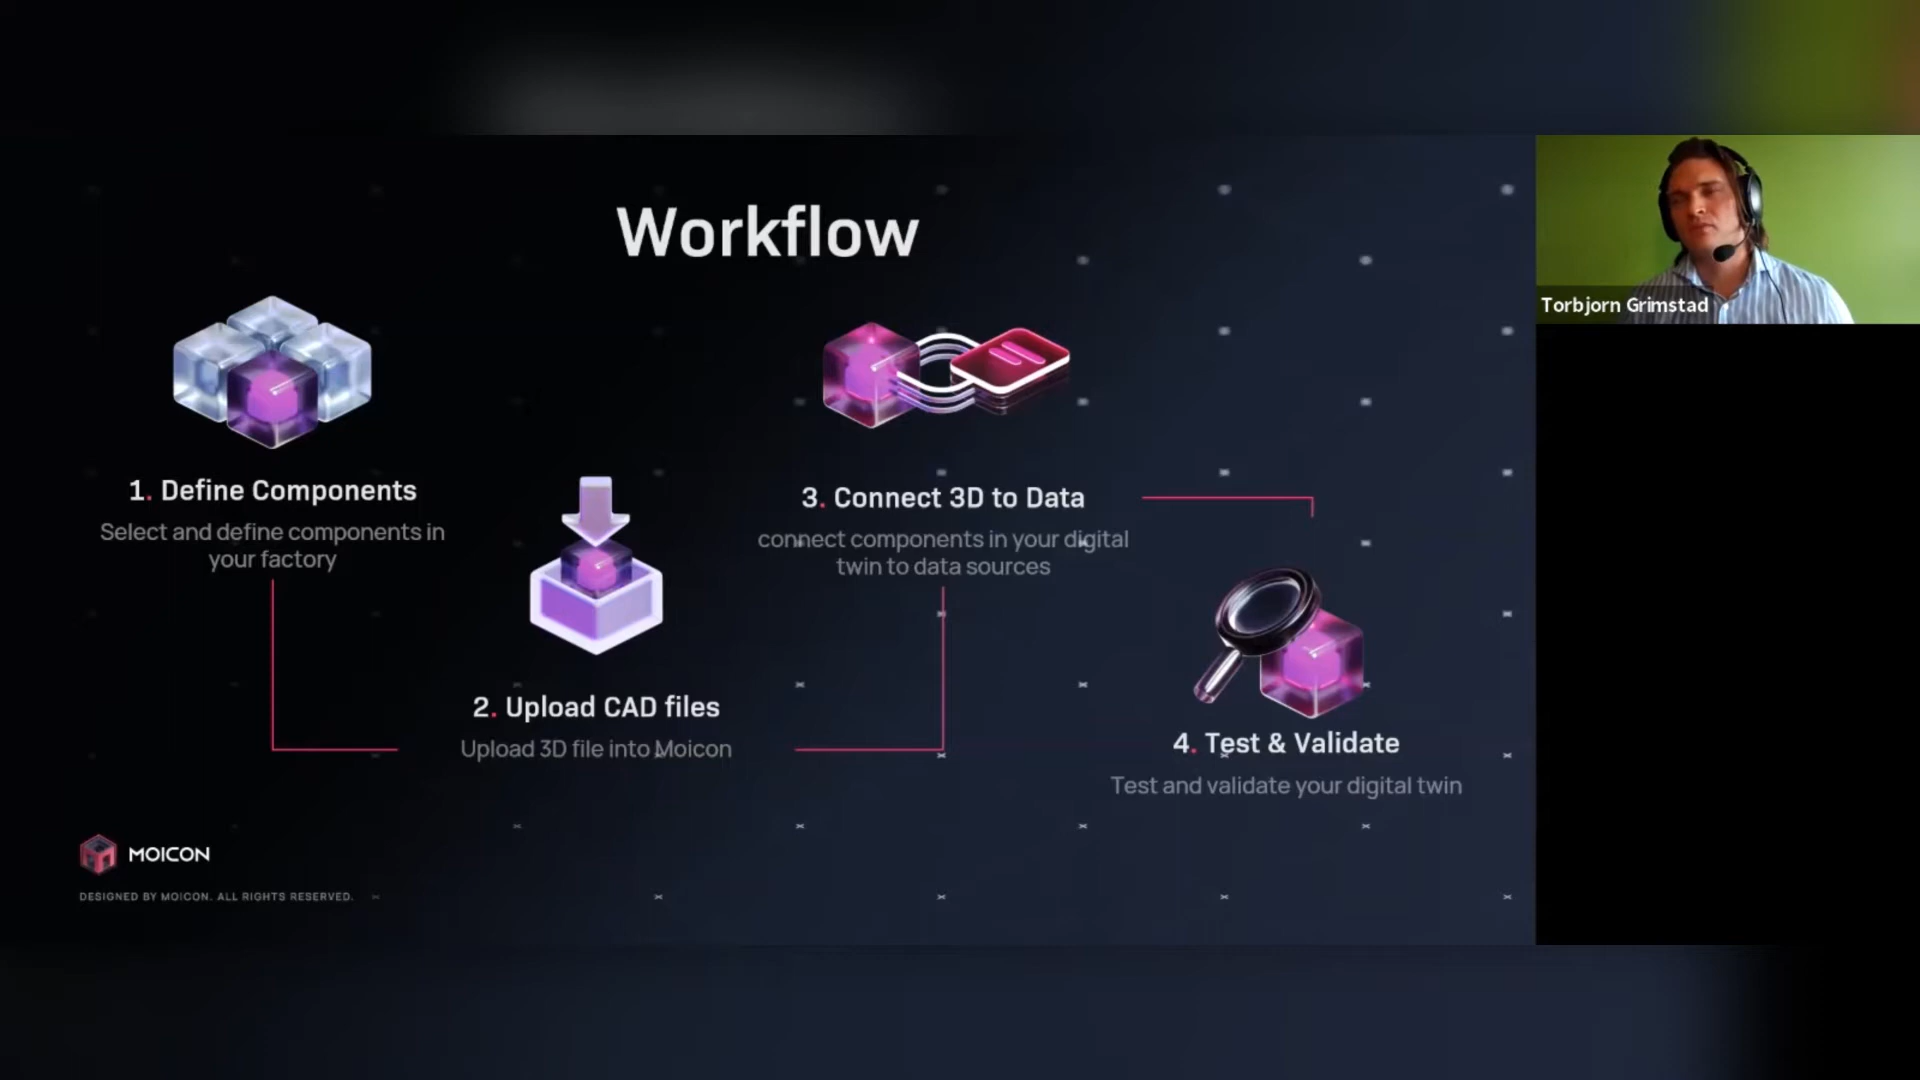 Workflow
1. Define Components
Select and define components in
your factory
2. Upload CAD files
Upload 3D file into Moicon
3. Connect 3D to Data
connect components in your digital
twin to data sources
4. Test & Validate
Test and validate your digital twin
MOICON
DESIGNED BY MOICON. ALL RIGHTS RESERVED.
Torbjorn Grimstad